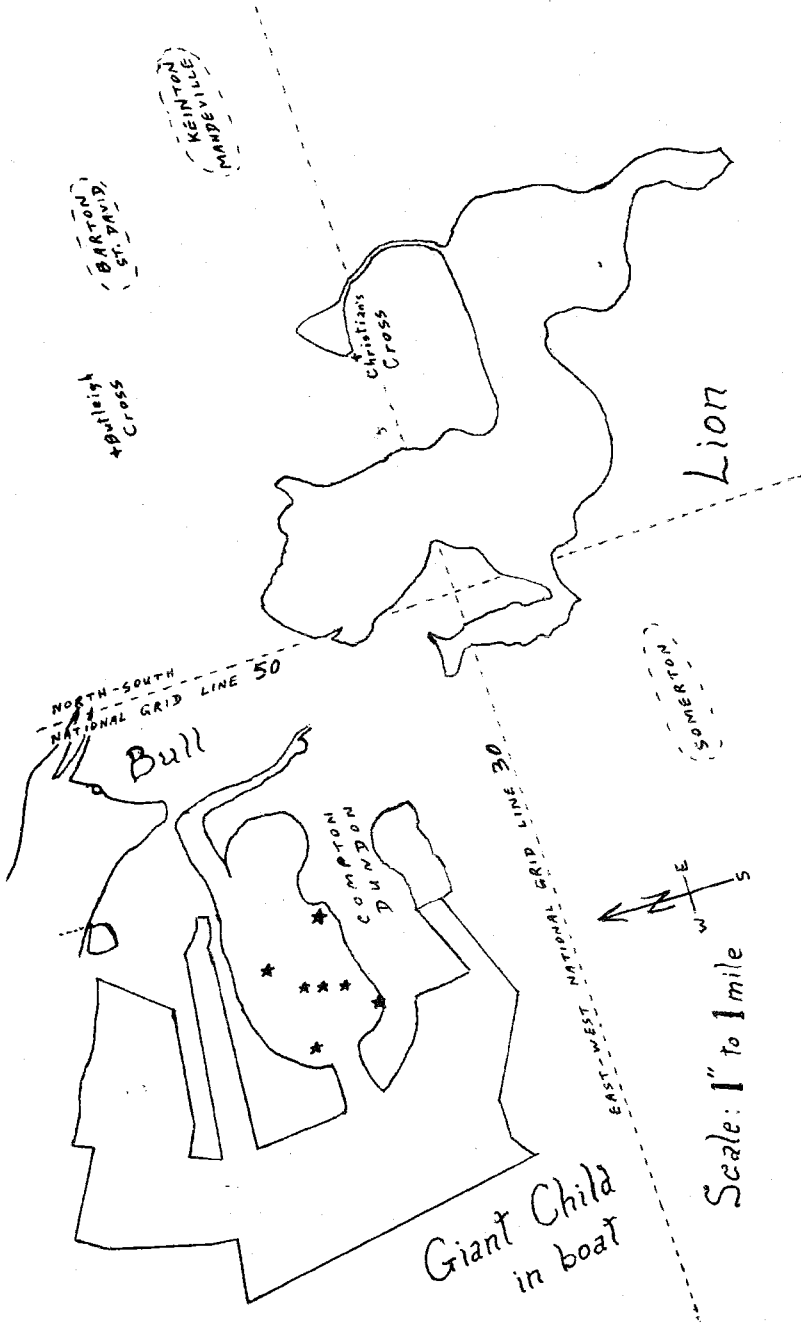 KEINTON
MANDEVILLE
BARTON
ST. DAVID,
+Butleigh
Cross
+
Christian's
Cross
Lion
NORTH-SOUTH
NATIONAL GRID LINE 50
Bull
COMPTON
DUNDON
SOMERTON
EAST-WEST NATIONAL GRID LINE 30
N
E
W
S
Giant Child
in boat
Scale: 1" to 1 mile